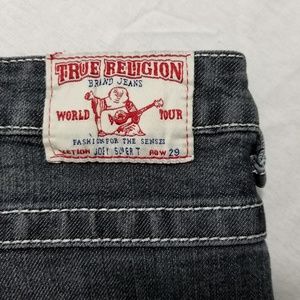 TRUE RELIGION
BRAND JEANS
WORLD TOUR
FASHION FOR THE SENSES
SECTION JOEY SUPER T ROW 29